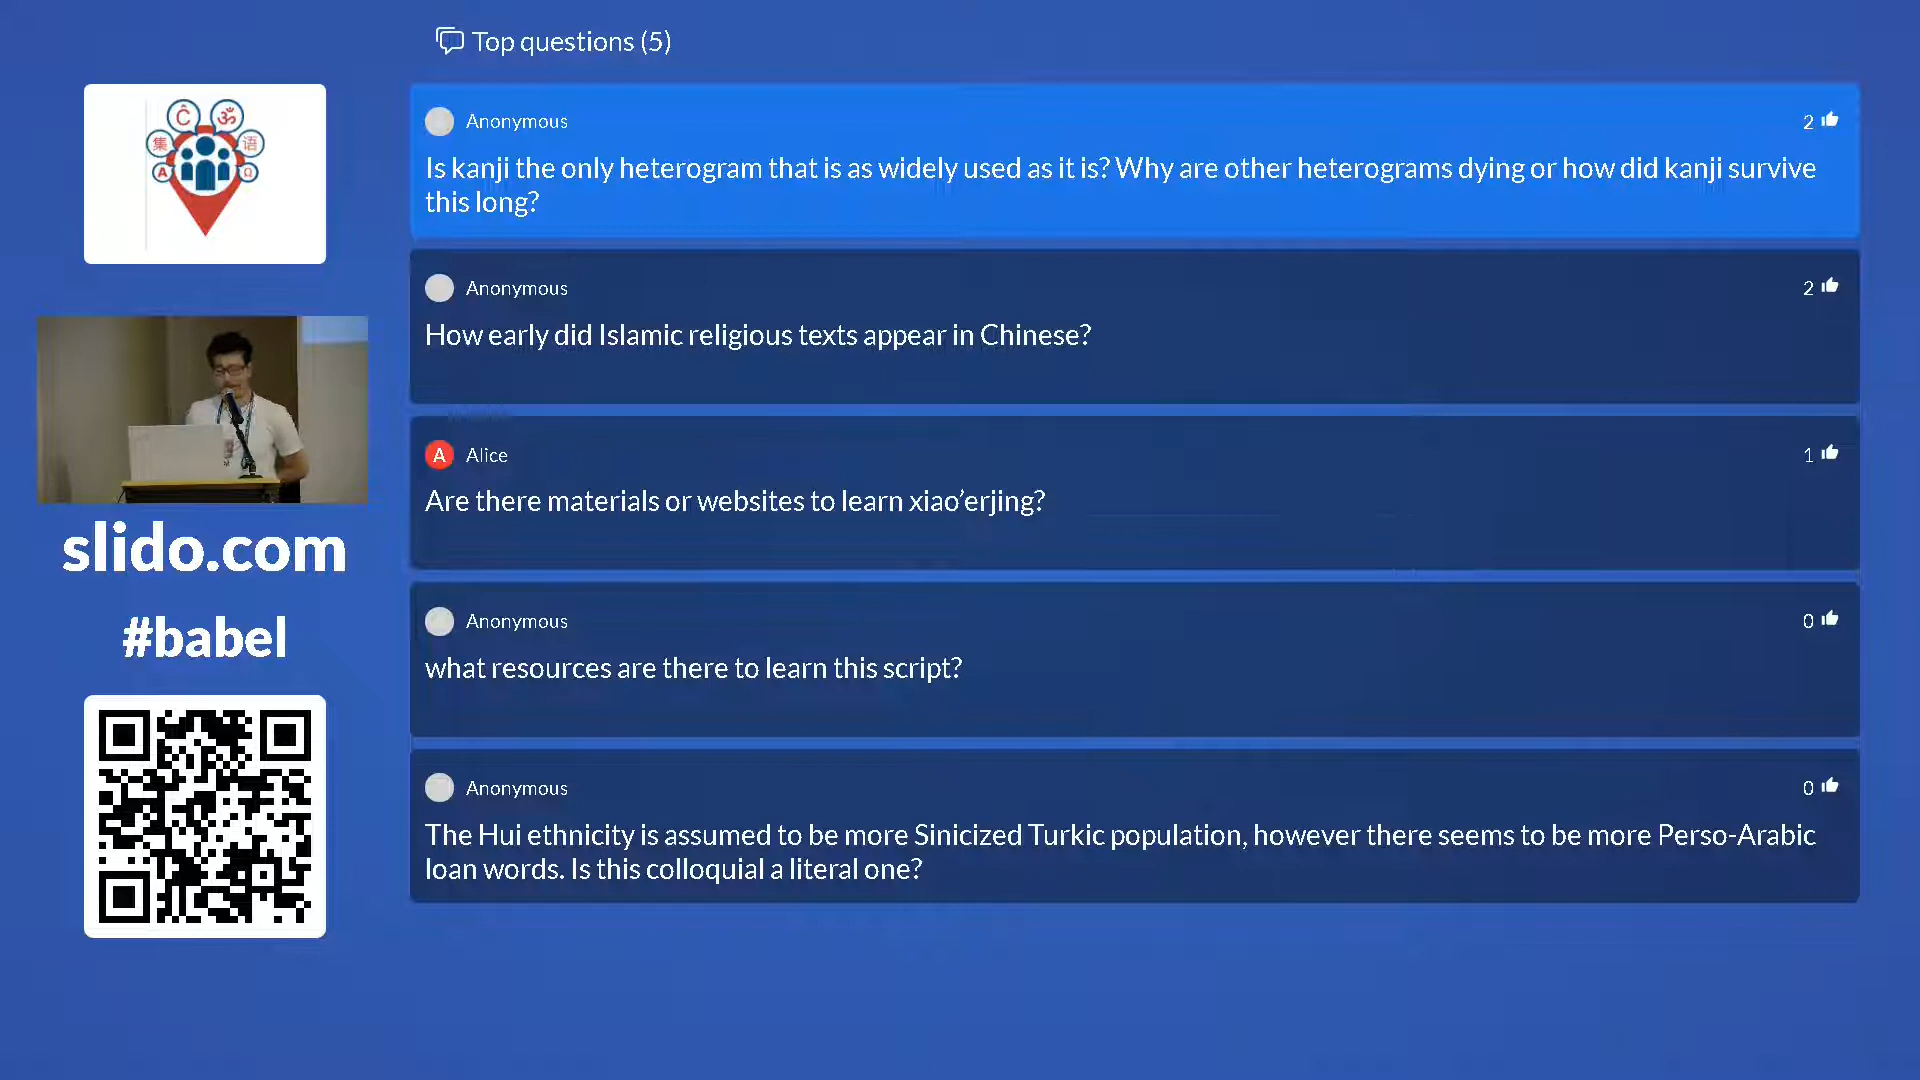 Top questions (5)
Ĉ ॐ
集 语
A Ω
Anonymous
2
Is kanji the only heterogram that is as widely used as it is? Why are other heterograms dying or how did kanji survive
this long?
Anonymous
2
How early did Islamic religious texts appear in Chinese?
A Alice
1
Are there materials or websites to learn xiao’erjing?
slido.com
#babel
Anonymous
0
what resources are there to learn this script?
Anonymous
0
The Hui ethnicity is assumed to be more Sinicized Turkic population, however there seems to be more Perso-Arabic
loan words. Is this colloquial a literal one?